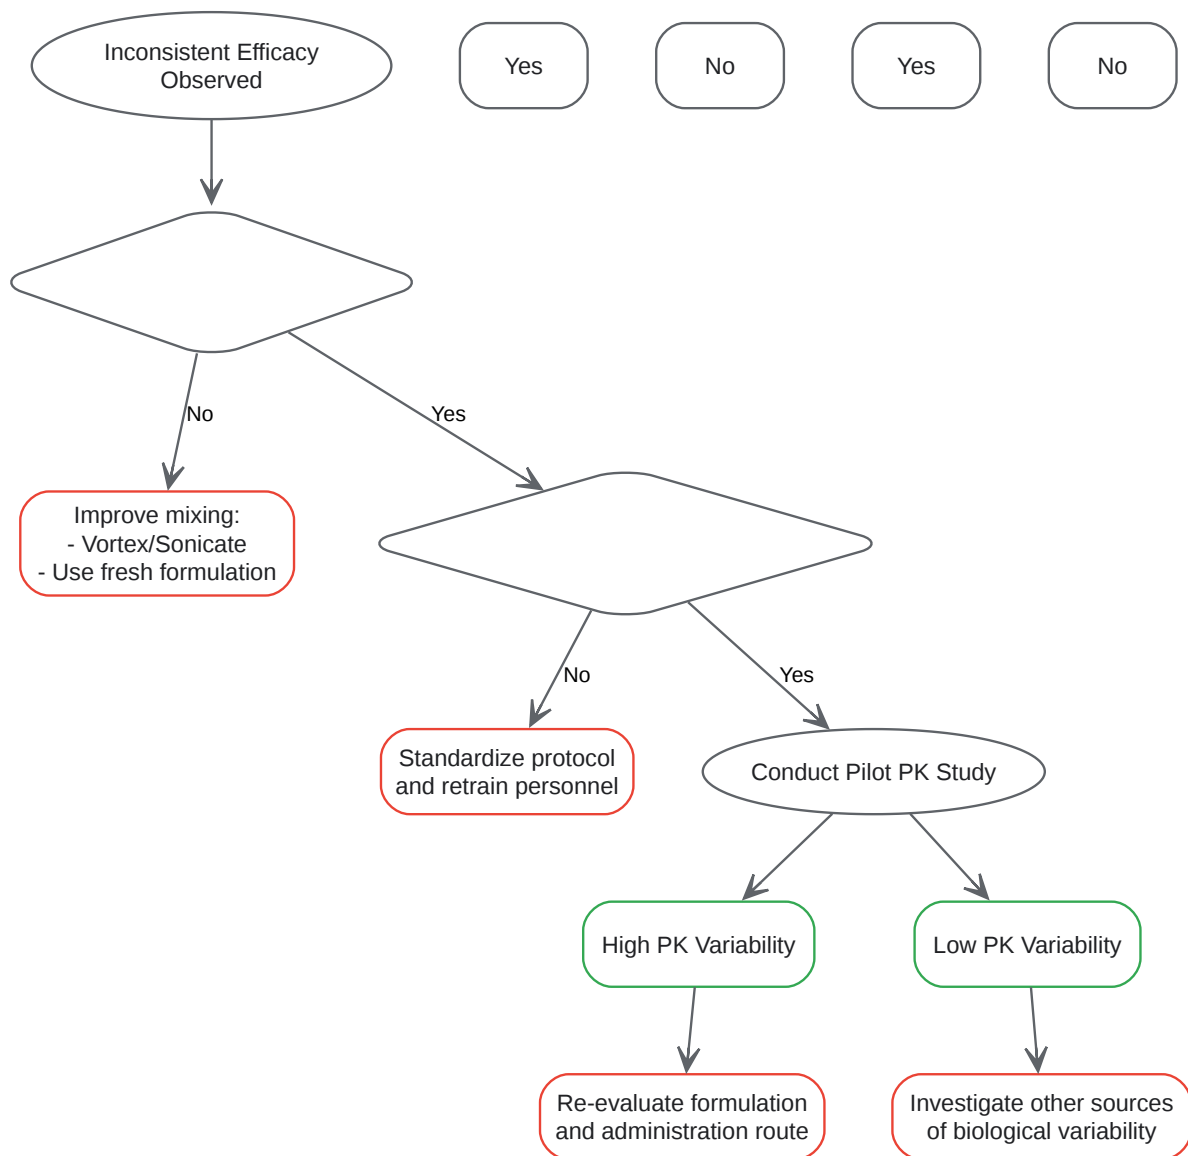 Inconsistent Efficacy
Observed
Yes
No
Yes
No
No
Yes
Improve mixing:
- Vortex/Sonicate
- Use fresh formulation
No
Yes
Standardize protocol
and retrain personnel
Conduct Pilot PK Study
High PK Variability
Low PK Variability
Re-evaluate formulation
and administration route
Investigate other sources
of biological variability